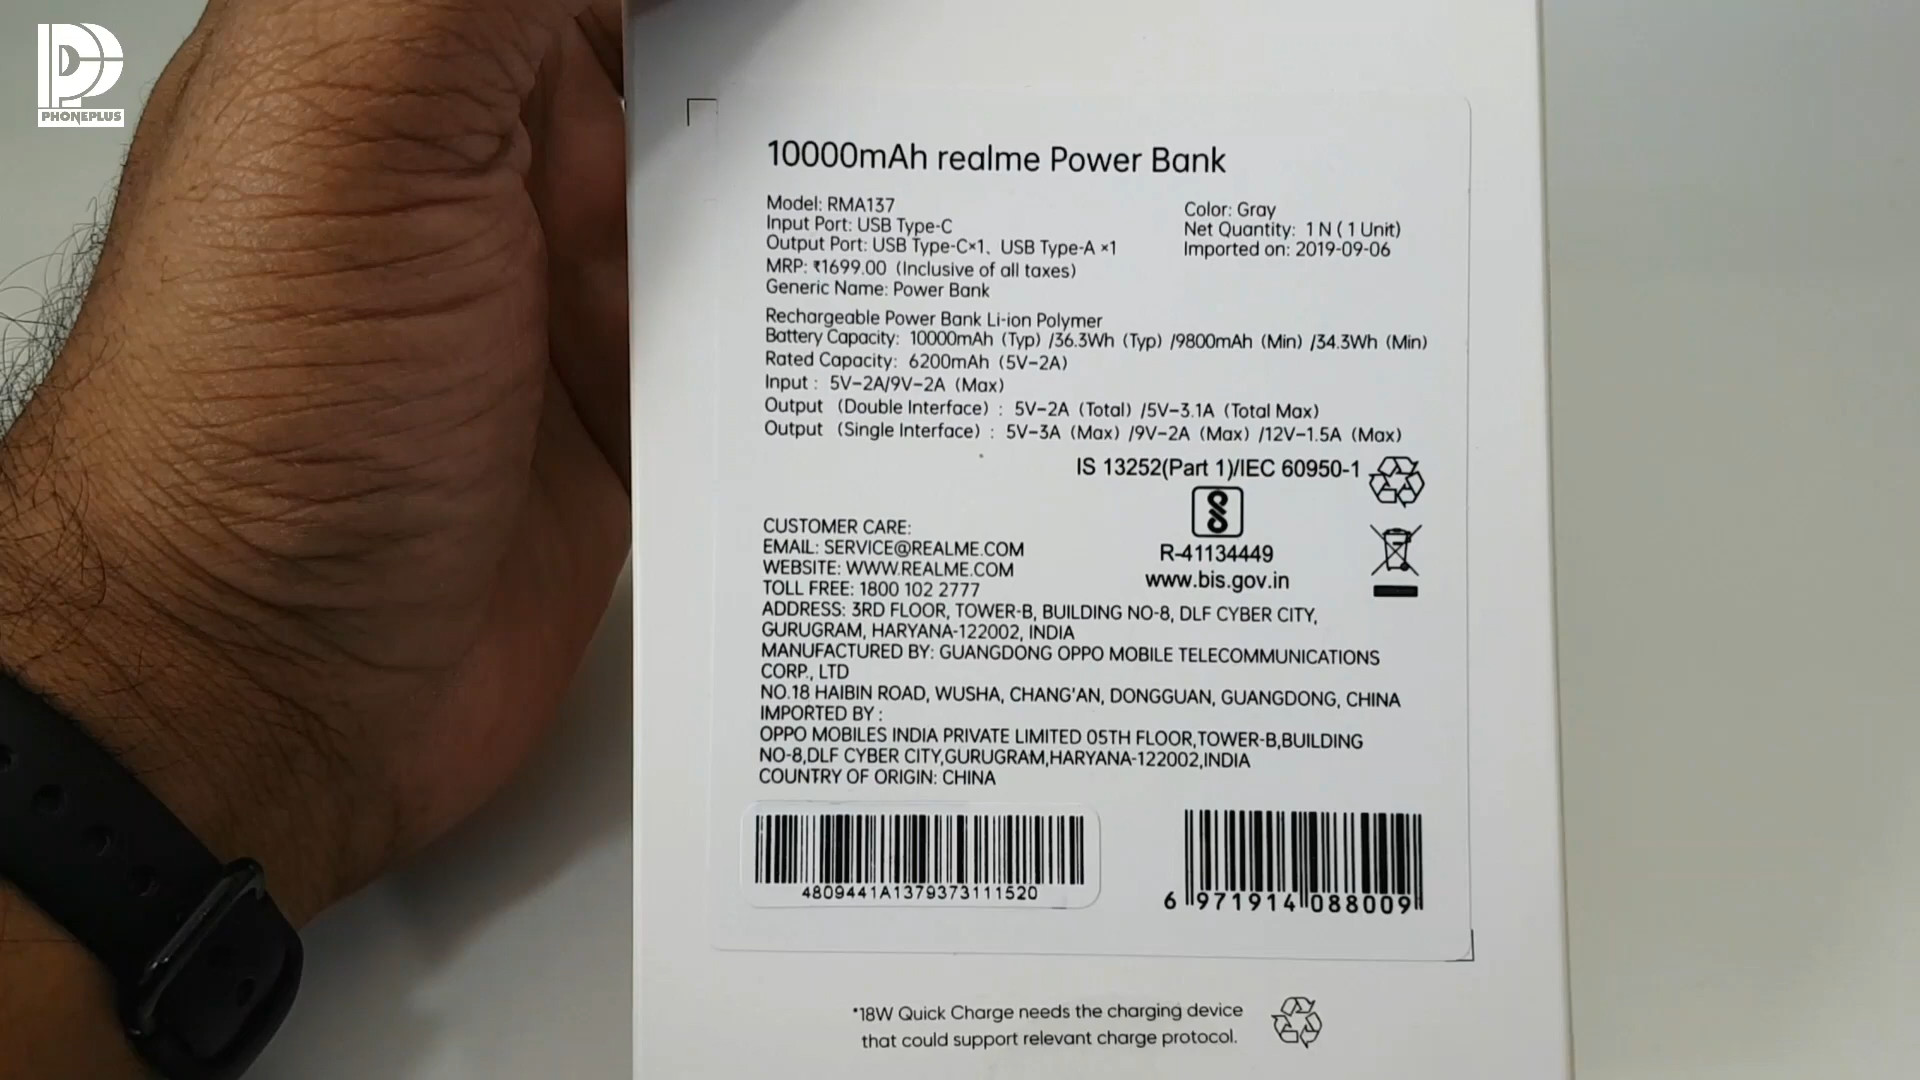 PHONEPLUS
10000mAh realme Power Bank
Model: RMA137
Input Port: USB Type-C
Output Port: USB Type-C×1、USB Type-A ×1
MRP: ₹1699.00 (Inclusive of all taxes)
Generic Name: Power Bank
Color: Gray
Net Quantity: 1 N ( 1 Unit)
Imported on: 2019-09-06
Rechargeable Power Bank Li-ion Polymer
Battery Capacity: 10000mAh (Typ) /36.3Wh (Typ) /9800mAh (Min) /34.3Wh (Min)
Rated Capacity: 6200mAh (5V-2A)
Input : 5V-2A/9V-2A (Max)
Output (Double Interface) : 5V-2A (Total) /5V-3.1A (Total Max)
Output (Single Interface) : 5V-3A (Max) /9V-2A (Max) /12V-1.5A (Max)
IS 13252(Part 1)/IEC 60950-1
R-41134449
www.bis.gov.in
CUSTOMER CARE:
EMAIL: SERVICE@REALME.COM
WEBSITE: WWW.REALME.COM
TOLL FREE: 1800 102 2777
ADDRESS: 3RD FLOOR, TOWER-B, BUILDING NO-8, DLF CYBER CITY,
GURUGRAM, HARYANA-122002, INDIA
MANUFACTURED BY: GUANGDONG OPPO MOBILE TELECOMMUNICATIONS
CORP., LTD
NO.18 HAIBIN ROAD, WUSHA, CHANG'AN, DONGGUAN, GUANGDONG, CHINA
IMPORTED BY :
OPPO MOBILES INDIA PRIVATE LIMITED 05TH FLOOR,TOWER-B,BUILDING
NO-8,DLF CYBER CITY,GURUGRAM,HARYANA-122002,INDIA
COUNTRY OF ORIGIN: CHINA
4809441A1379373111520
6 971914 088009
*18W Quick Charge needs the charging device
that could support relevant charge protocol.